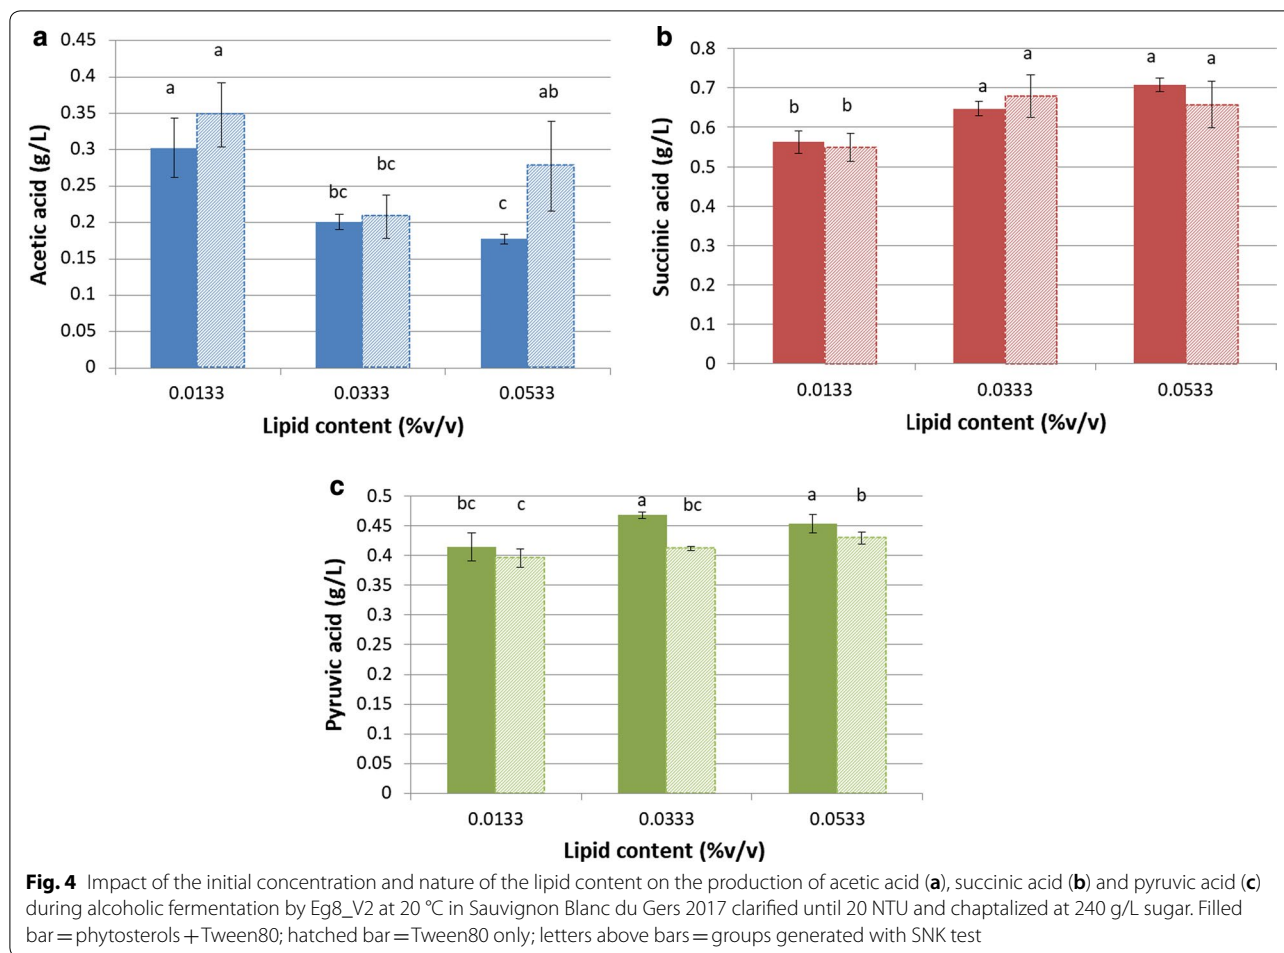 a
0.45
0.4
0.35
0.3
0.25
0.2
0.15
0.1
0.05
0
Acetic acid (g/L)
a
a
bc
bc
c
ab
0.0133
0.0333
0.0533
Lipid content (%v/v)
b
0.8
0.7
0.6
0.5
0.4
0.3
0.2
0.1
0
Succinic acid (g/L)
b
b
a
a
a
a
0.0133
0.0333
0.0533
Lipid content (%v/v)
c
0.5
0.45
0.4
0.35
0.3
0.25
0.2
0.15
0.1
0.05
0
Pyruvic acid (g/L)
bc
c
a
bc
a
b
0.0133
0.0333
0.0533
Lipid content (%v/v)
Fig. 4 Impact of the initial concentration and nature of the lipid content on the production of acetic acid (a), succinic acid (b) and pyruvic acid (c)
during alcoholic fermentation by Eg8_V2 at 20 °C in Sauvignon Blanc du Gers 2017 clarified until 20 NTU and chaptalized at 240 g/L sugar. Filled
bar = phytosterols + Tween80; hatched bar = Tween80 only; letters above bars = groups generated with SNK test